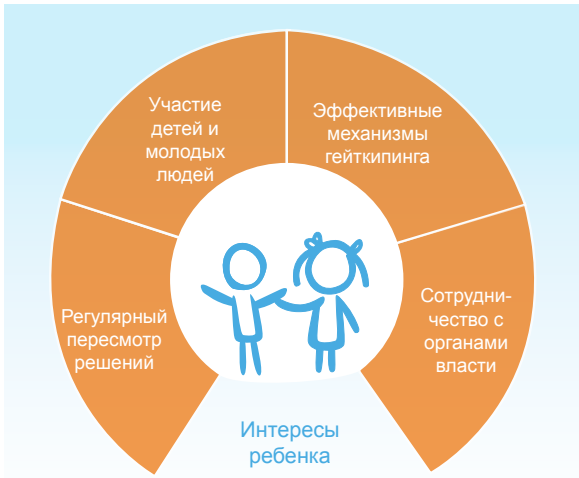 Участие
детей и
молодых
людей
Эффективные
механизмы
гейткипинга
Регулярный
пересмотр
решений
Сотрудни-
чество с
органами
власти
Интересы
ребенка